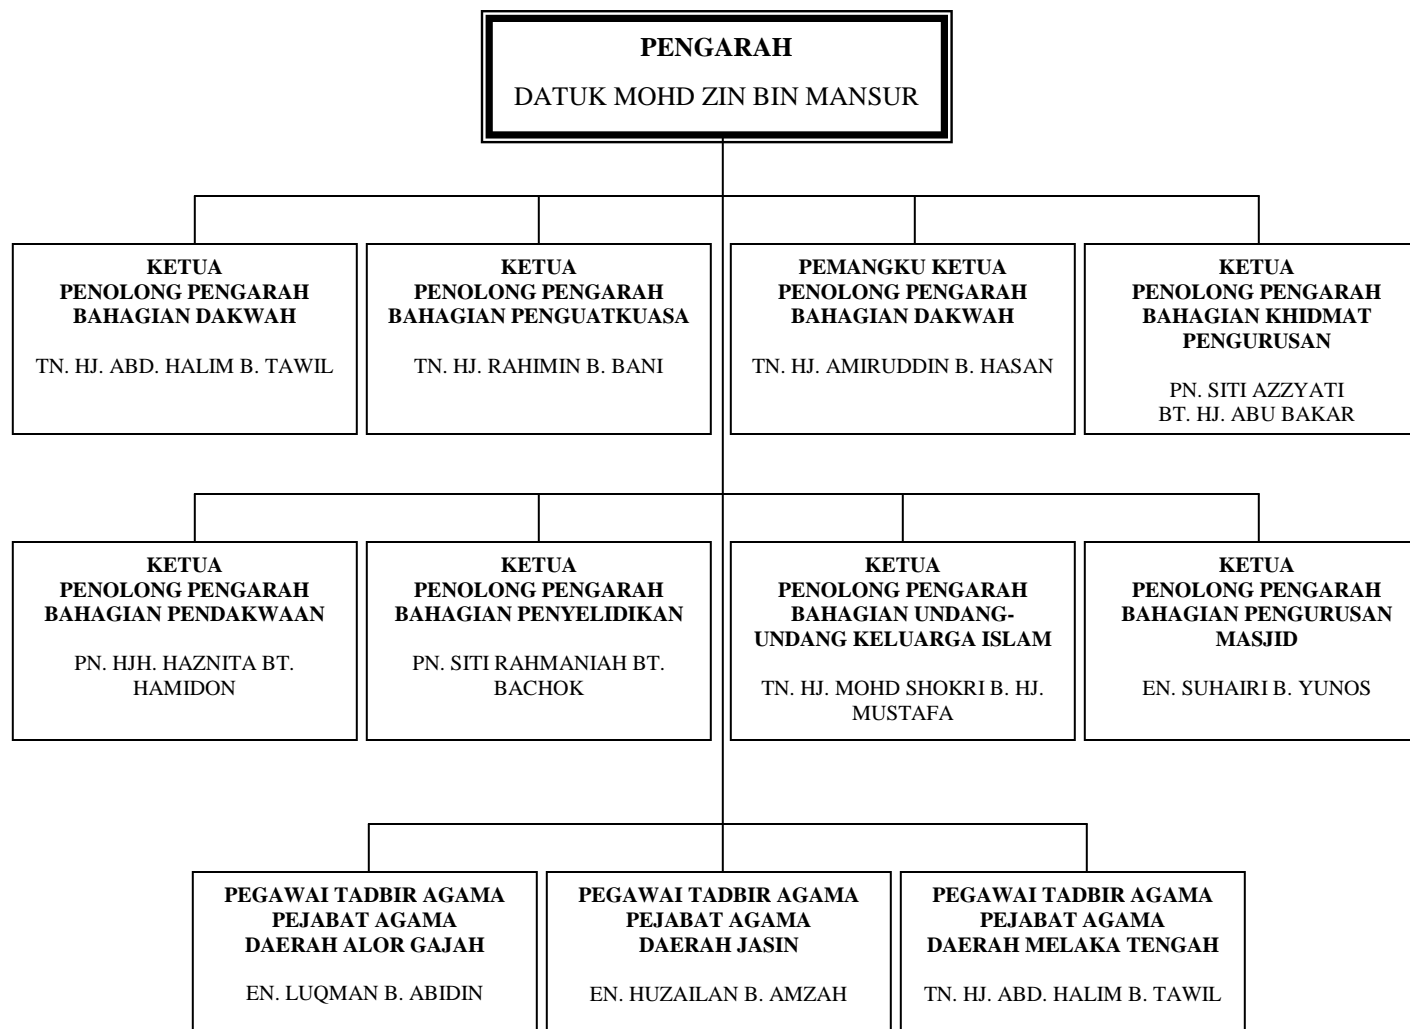 PENGARAH
DATUK MOHD ZIN BIN MANSUR
KETUA
PENOLONG PENGARAH
BAHAGIAN DAKWAH
TN. HJ. ABD. HALIM B. TAWIL
KETUA
PENOLONG PENGARAH
BAHAGIAN PENGUATKUASA
TN. HJ. RAHIMIN B. BANI
PEMANGKU KETUA
PENOLONG PENGARAH
BAHAGIAN DAKWAH
TN. HJ. AMIRUDDIN B. HASAN
KETUA
PENOLONG PENGARAH
BAHAGIAN KHIDMAT
PENGURUSAN
PN. SITI AZZYATI
BT. HJ. ABU BAKAR
KETUA
PENOLONG PENGARAH
BAHAGIAN PENDAKWAAN
PN. HJH. HAZNITA BT.
HAMIDON
KETUA
PENOLONG PENGARAH
BAHAGIAN PENYELIDIKAN
PN. SITI RAHMANIAH BT.
BACHOK
KETUA
PENOLONG PENGARAH
BAHAGIAN UNDANG-
UNDANG KELUARGA ISLAM
TN. HJ. MOHD SHOKRI B. HJ.
MUSTAFA
KETUA
PENOLONG PENGARAH
BAHAGIAN PENGURUSAN
MASJID
EN. SUHAIRI B. YUNOS
PEGAWAI TADBIR AGAMA
PEJABAT AGAMA
DAERAH ALOR GAJAH
EN. LUQMAN B. ABIDIN
PEGAWAI TADBIR AGAMA
PEJABAT AGAMA
DAERAH JASIN
EN. HUZAILAN B. AMZAH
PEGAWAI TADBIR AGAMA
PEJABAT AGAMA
DAERAH MELAKA TENGAH
TN. HJ. ABD. HALIM B. TAWIL